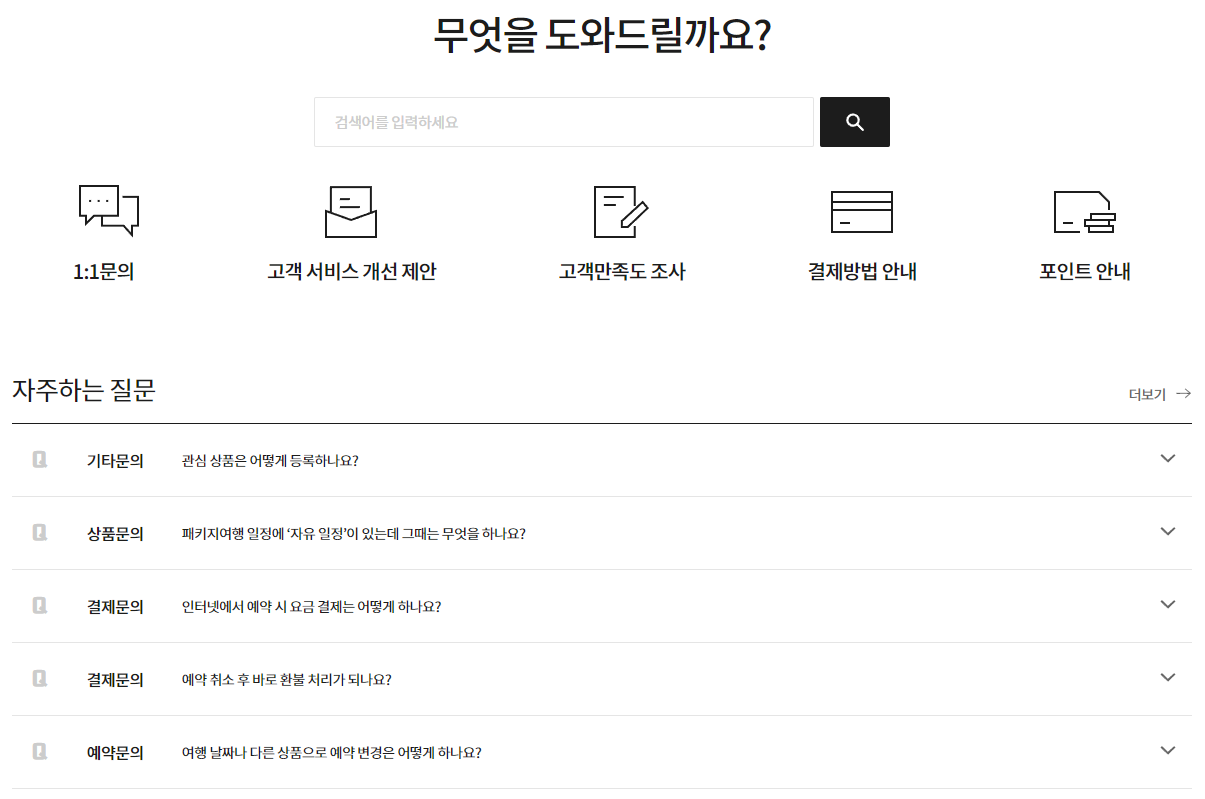 무엇을 도와드릴까요?
검색어를 입력하세요
1:1문의
고객 서비스 개선 제안
고객만족도 조사
결제방법 안내
포인트 안내
자주하는 질문
더보기
Q 기타문의 관심 상품은 어떻게 등록하나요?
Q 상품문의 패키지여행 일정에 ‘자유 일정’이 있는데 그때는 무엇을 하나요?
Q 결제문의 인터넷에서 예약 시 요금 결제는 어떻게 하나요?
Q 결제문의 예약 취소 후 바로 환불 처리가 되나요?
Q 예약문의 여행 날짜나 다른 상품으로 예약 변경은 어떻게 하나요?